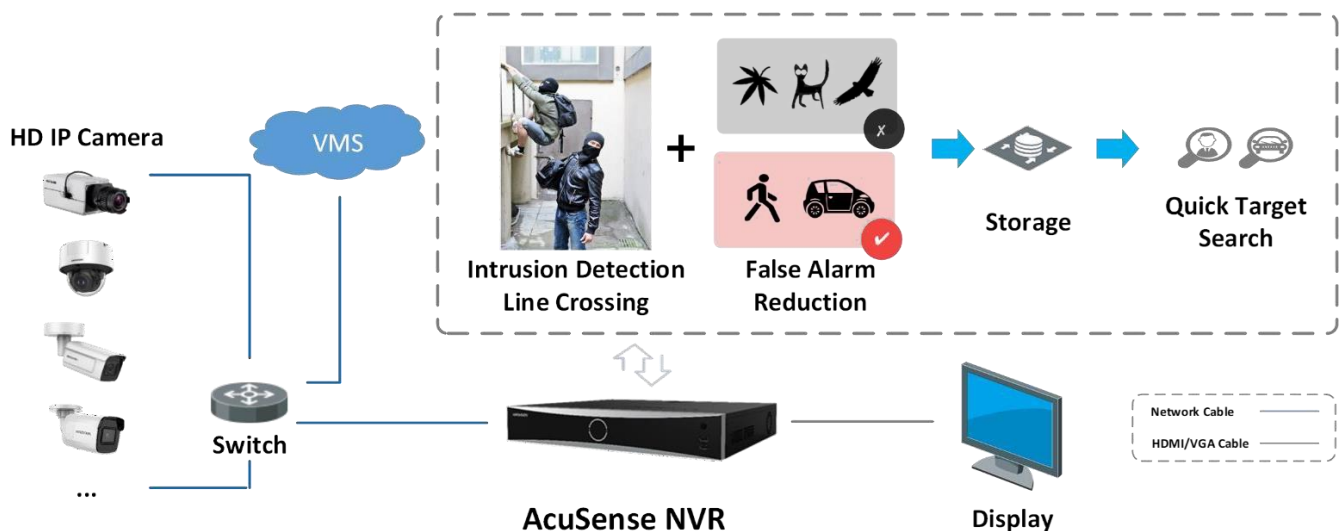 HD IP Camera
VMS
Intrusion Detection
Line Crossing
+
False Alarm
Reduction
x
Storage
Quick Target
Search
Switch
...
AcuSense NVR
Display
Network Cable
HDMI/VGA Cable